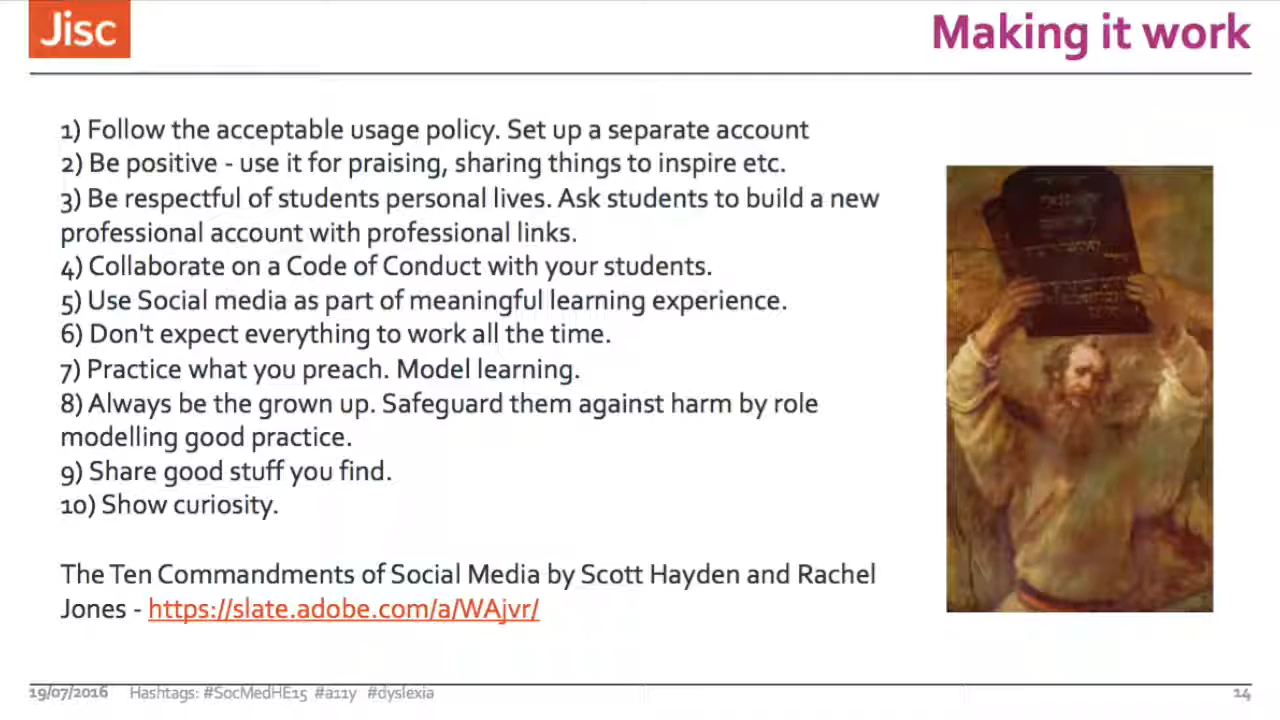 Jisc
Making it work
1) Follow the acceptable usage policy. Set up a separate account
2) Be positive - use it for praising, sharing things to inspire etc.
3) Be respectful of students personal lives. Ask students to build a new
professional account with professional links.
4) Collaborate on a Code of Conduct with your students.
5) Use Social media as part of meaningful learning experience.
6) Don't expect everything to work all the time.
7) Practice what you preach. Model learning.
8) Always be the grown up. Safeguard them against harm by role
modelling good practice.
9) Share good stuff you find.
10) Show curiosity.
The Ten Commandments of Social Media by Scott Hayden and Rachel
Jones - https://slate.adobe.com/a/WAjvr/
19/07/2016 Hashtags: #SocMedHE15 #a11y #dyslexia
14